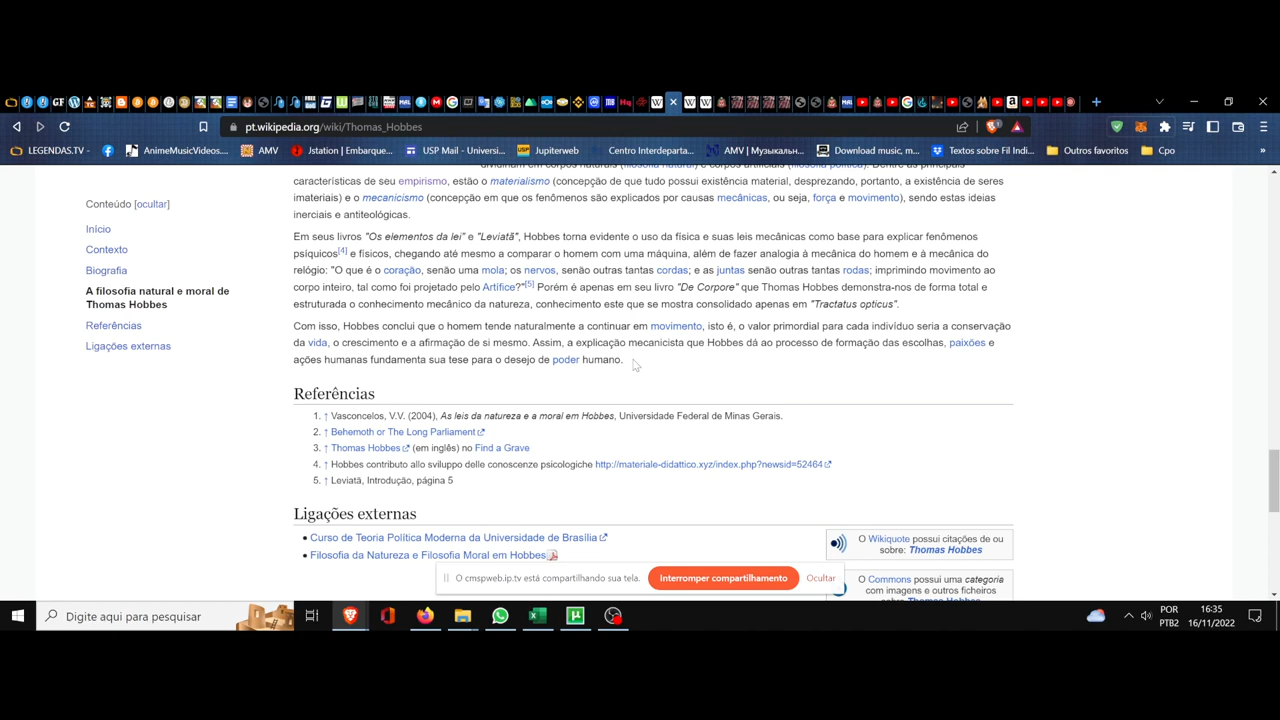 pt.wikipedia.org/wiki/Thomas_Hobbes
LEGENDAS.TV
AnimeMusicVideos...
AMV
Jstation | Embarque...
USP Mail - Universi...
Jupiterweb
Centro Interdeparta...
AMV | Музыкальн...
Download music, m...
Textos sobre Fil Indi...
Outros favoritos
Cpo
Conteúdo [ocultar]
Início
Contexto
Biografia
A filosofia natural e moral de
Thomas Hobbes
Referências
Ligações externas
características de seu empirismo, estão o materialismo (concepção de que tudo possui existência material, desprezando, portanto, a existência de seres
imateriais) e o mecanicismo (concepção em que os fenômenos são explicados por causas mecânicas, ou seja, força e movimento), sendo estas ideias
inerciais e antiteológicas.
Em seus livros "Os elementos da lei" e "Leviatã", Hobbes torna evidente o uso da física e suas leis mecânicas como base para explicar fenômenos
psíquicos[4] e físicos, chegando até mesmo a comparar o homem com uma máquina, além de fazer analogia à mecânica do homem e à mecânica do
relógio: "O que é o coração, senão uma mola; os nervos, senão outras tantas cordas; e as juntas senão outras tantas rodas; imprimindo movimento ao
corpo inteiro, tal como foi projetado pelo Artífice?"[5] Porém é apenas em seu livro "De Corpore" que Thomas Hobbes demonstra-nos de forma total e
estruturada o conhecimento mecânico da natureza, conhecimento este que se mostra consolidado apenas em "Tractatus opticus".
Com isso, Hobbes conclui que o homem tende naturalmente a continuar em movimento, isto é, o valor primordial para cada indivíduo seria a conservação
da vida, o crescimento e a afirmação de si mesmo. Assim, a explicação mecanicista que Hobbes dá ao processo de formação das escolhas, paixões e
ações humanas fundamenta sua tese para o desejo de poder humano.
Referências
1. ↑ Vasconcelos, V.V. (2004), As leis da natureza e a moral em Hobbes, Universidade Federal de Minas Gerais.
2. ↑ Behemoth or The Long Parliament
3. ↑ Thomas Hobbes (em inglês) no Find a Grave
4. ↑ Hobbes contributo allo sviluppo delle conoscenze psicologiche http://materiale-didattico.xyz/index.php?newsid=52464
5. ↑ Leviatã, Introdução, página 5
Ligações externas
• Curso de Teoria Política Moderna da Universidade de Brasília
• Filosofia da Natureza e Filosofia Moral em Hobbes
O Wikiquote possui citações de ou
sobre: Thomas Hobbes
O Commons possui uma categoria
com imagens e outros ficheiros
O cmspweb.ip.tv está compartilhando sua tela.
Interromper compartilhamento
Ocultar
Digite aqui para pesquisar
POR
PTB2
16:35
16/11/2022